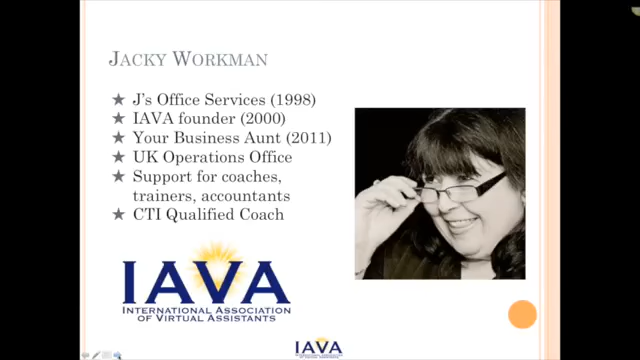 JACKY WORKMAN
★ J's Office Services (1998)
★ IAVA founder (2000)
★ Your Business Aunt (2011)
★ UK Operations Office
★ Support for coaches,
trainers, accountants
★ CTI Qualified Coach
IAVA
INTERNATIONAL ASSOCIATION
OF VIRTUAL ASSISTANTS
IAVA